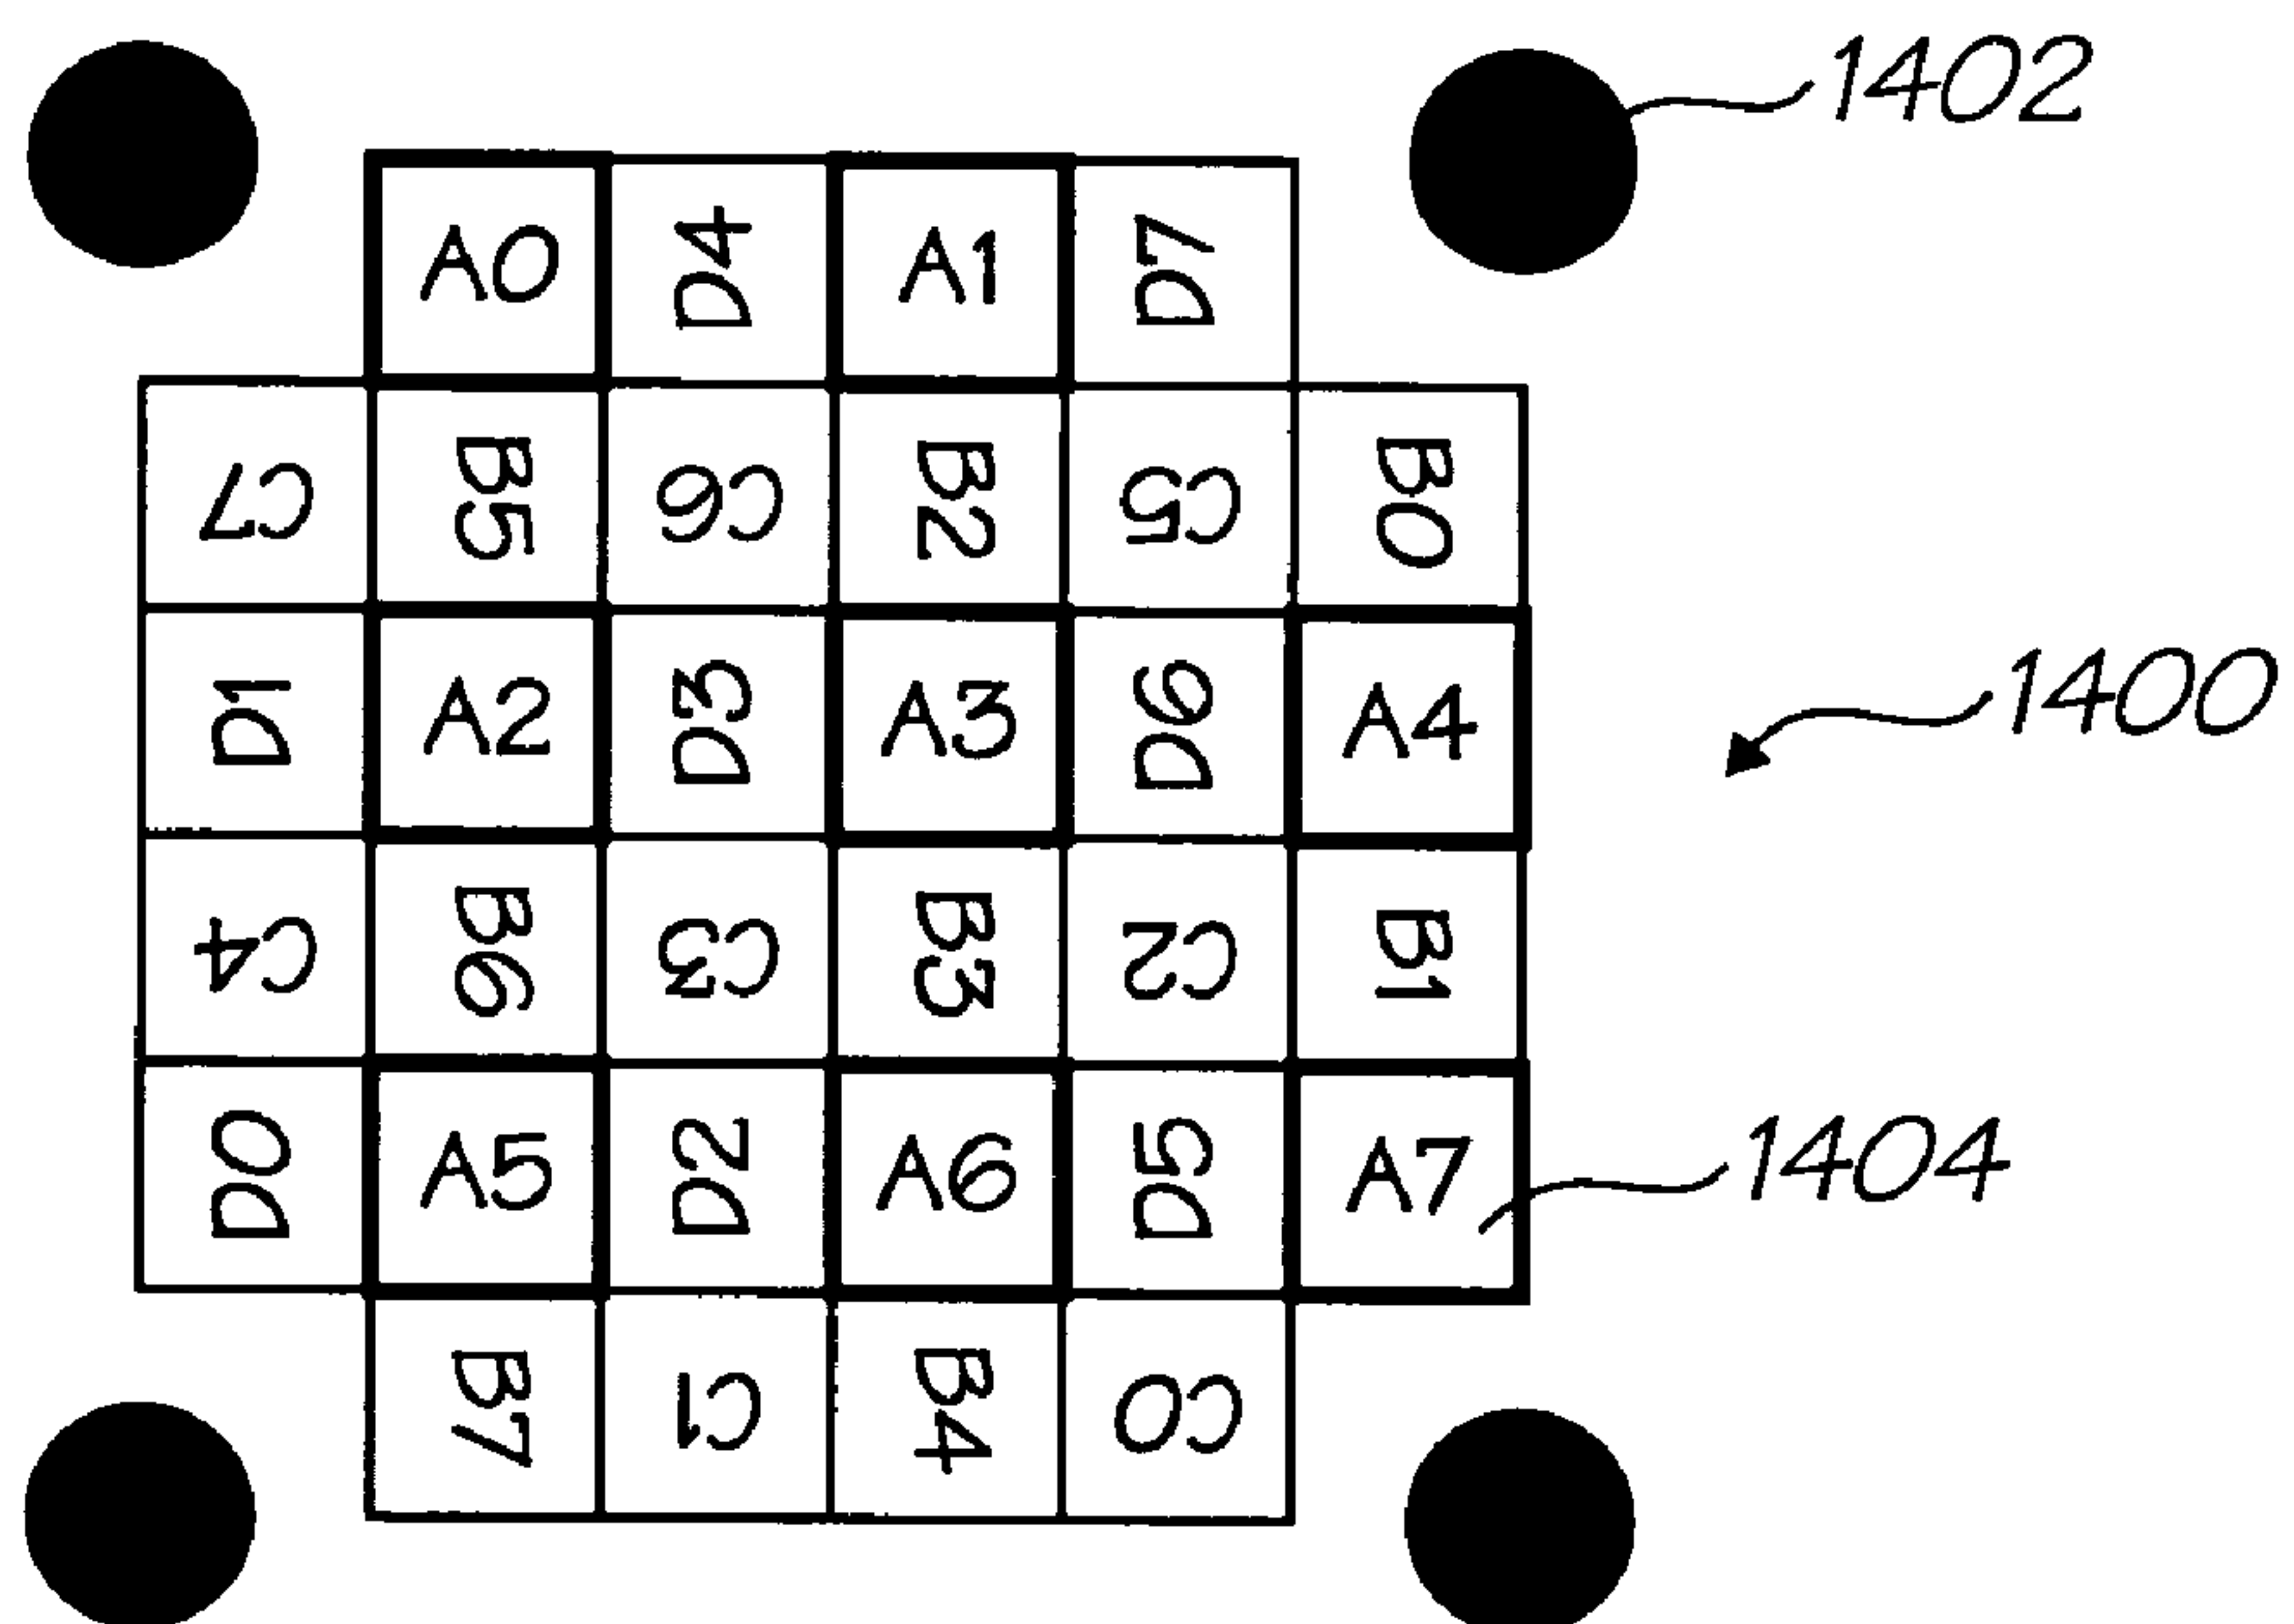 1402
A0 D4 A1 D7
C7 B5 C6 B2 C5 B0
D1 A2 D3 A3 D6 A4
1400
C4 B6 C3 B3 C2 B1
D0 A5 D2 A6 D5 A7
1404
B7 C1 B4 C0